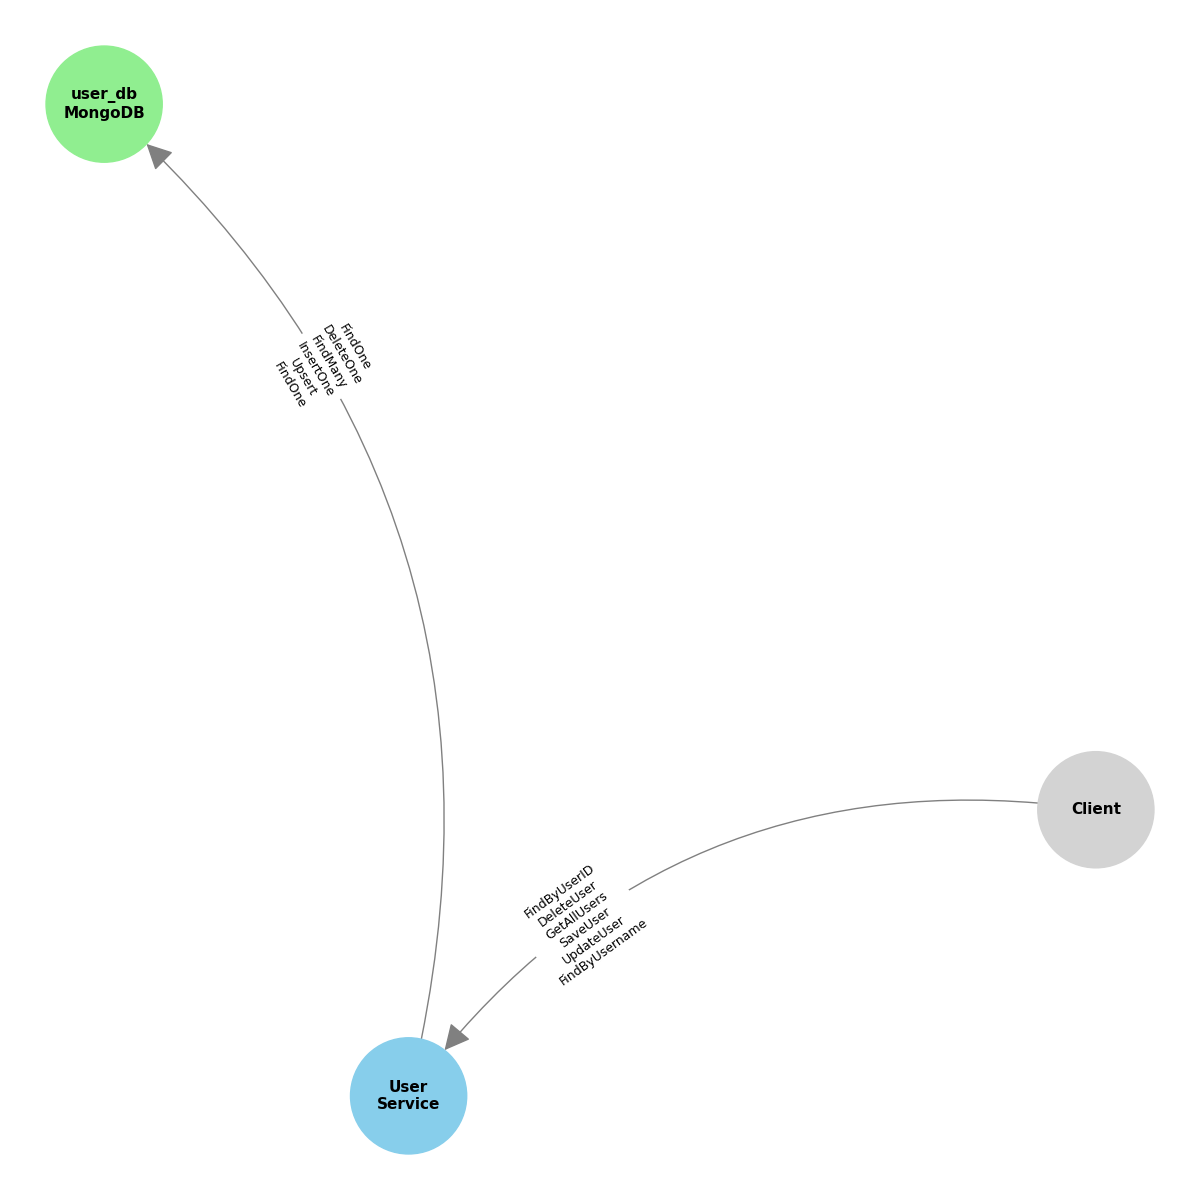 user_db
MongoDB
FindOne
DeleteOne
FindMany
InsertOne
Upsert
FindOne
Client
FindByUserID
DeleteUser
GetAllUsers
SaveUser
UpdateUser
FindByUsername
User
Service